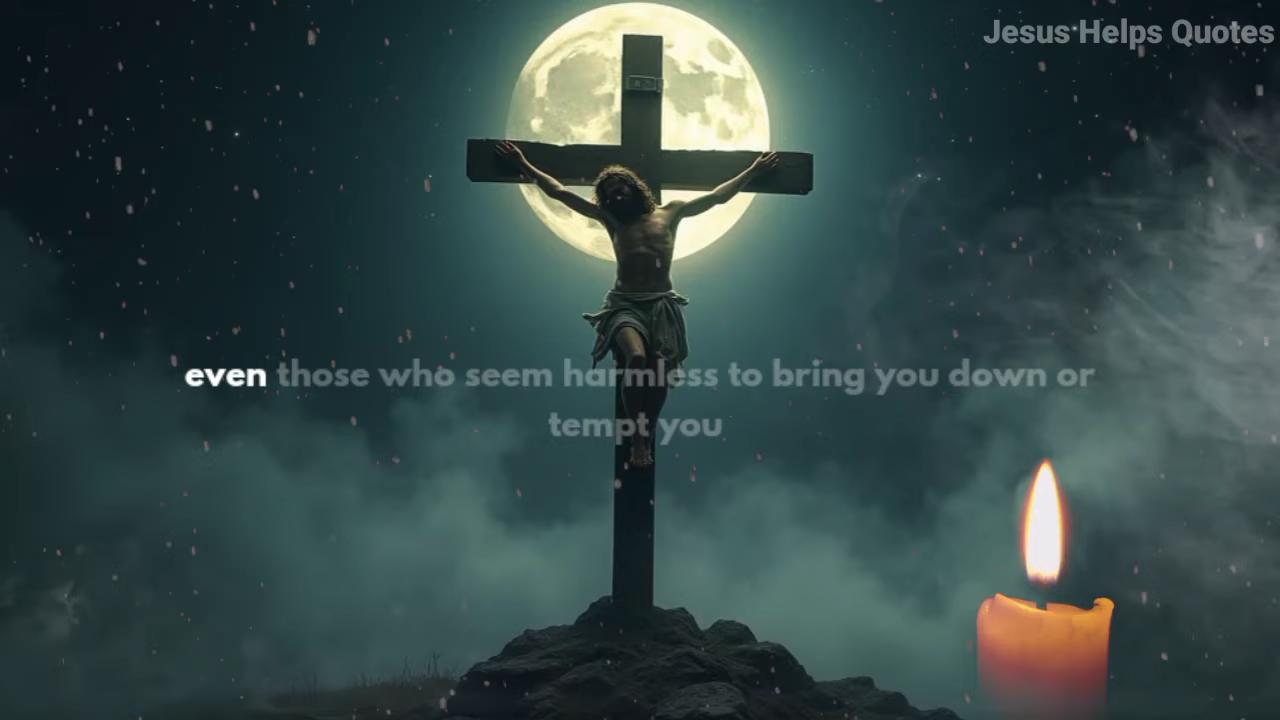 Jesus Helps Quotes
even those who seem harmless to bring you down or
tempt you